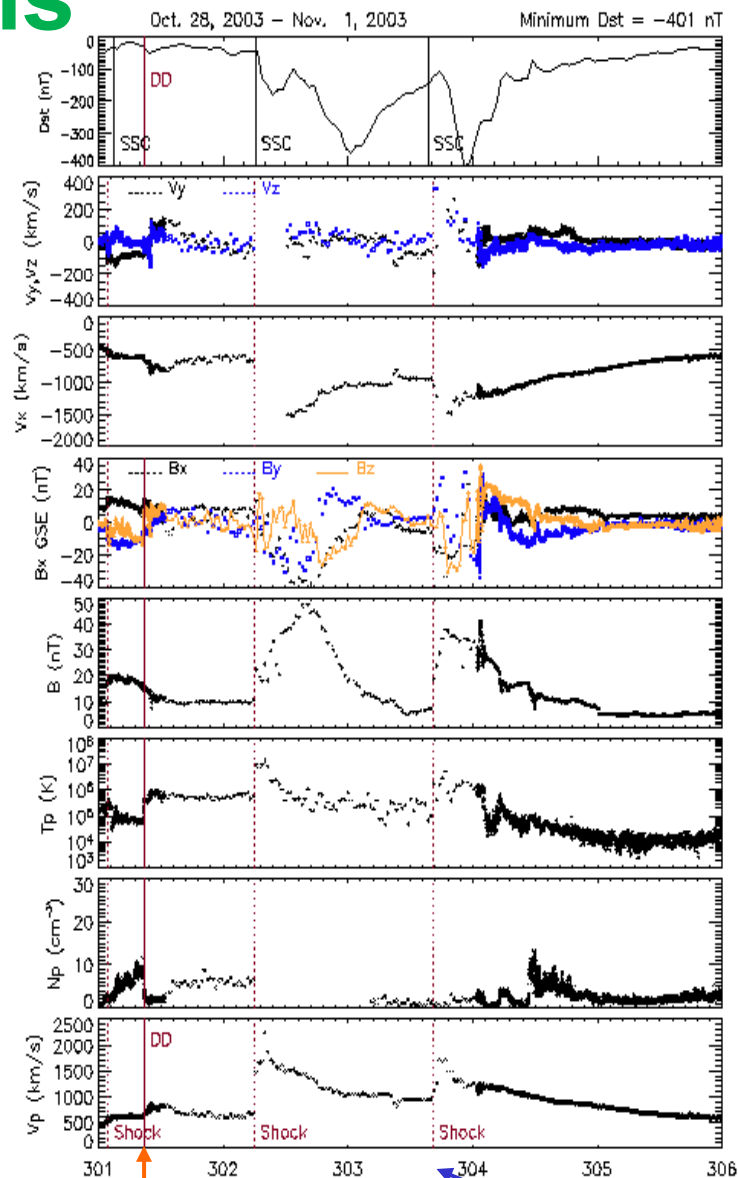 is
Oct. 28, 2003 – Nov. 1, 2003 Minimum Dst = −401 nT
Dst (nT)
0
−100
−200
−300
−400
DD
SSC SSC SSC
Vy,Vz (km/s)
400
200
0
−200
−400
Vy Vz
Vx (km/s)
0
−500
−1000
−1500
−2000
Bx GSE (nT)
40
20
0
−20
−40
Bx By Bz
B (nT)
50
40
30
20
10
0
Tp (K)
10⁸
10⁷
10⁶
10⁵
10⁴
10³
Np (cm⁻³)
30
20
10
0
Vp (km/s)
2500
2000
1500
1000
500
0
DD
Shock Shock Shock
301 302 303 304 305 306